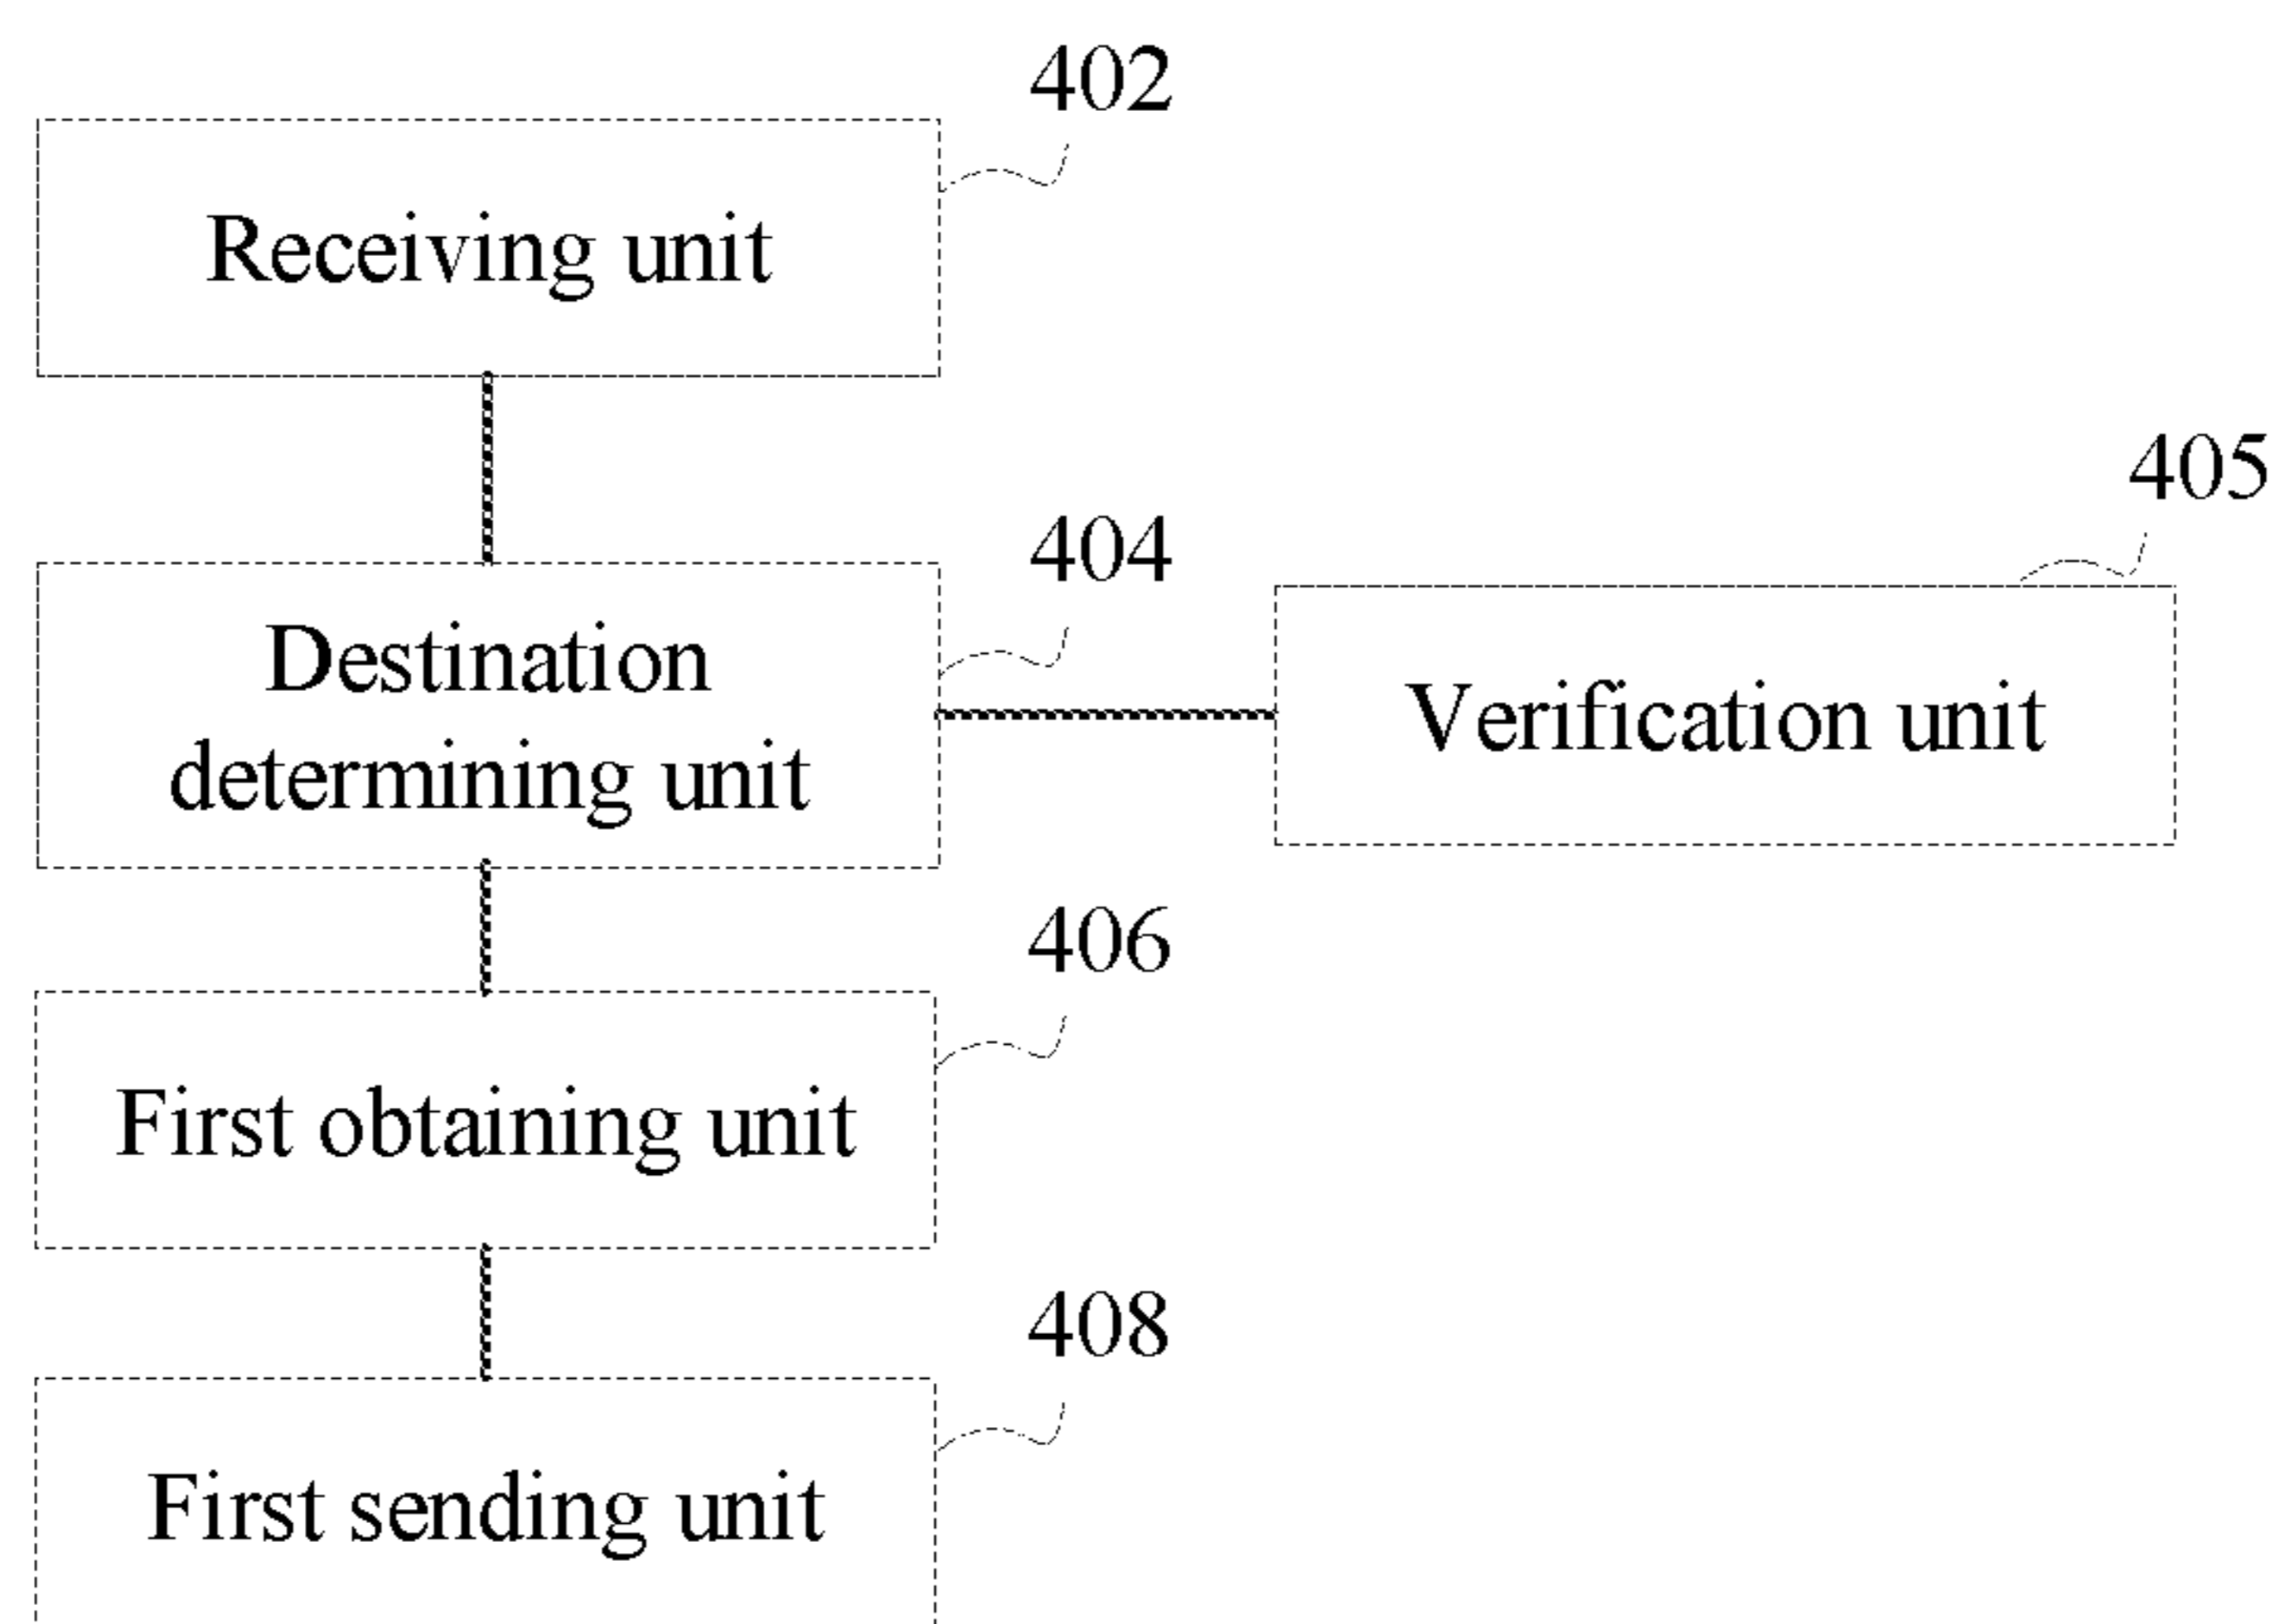 402
Receiving unit
405
404
Destination
determining unit
Verification unit
406
First obtaining unit
408
First sending unit